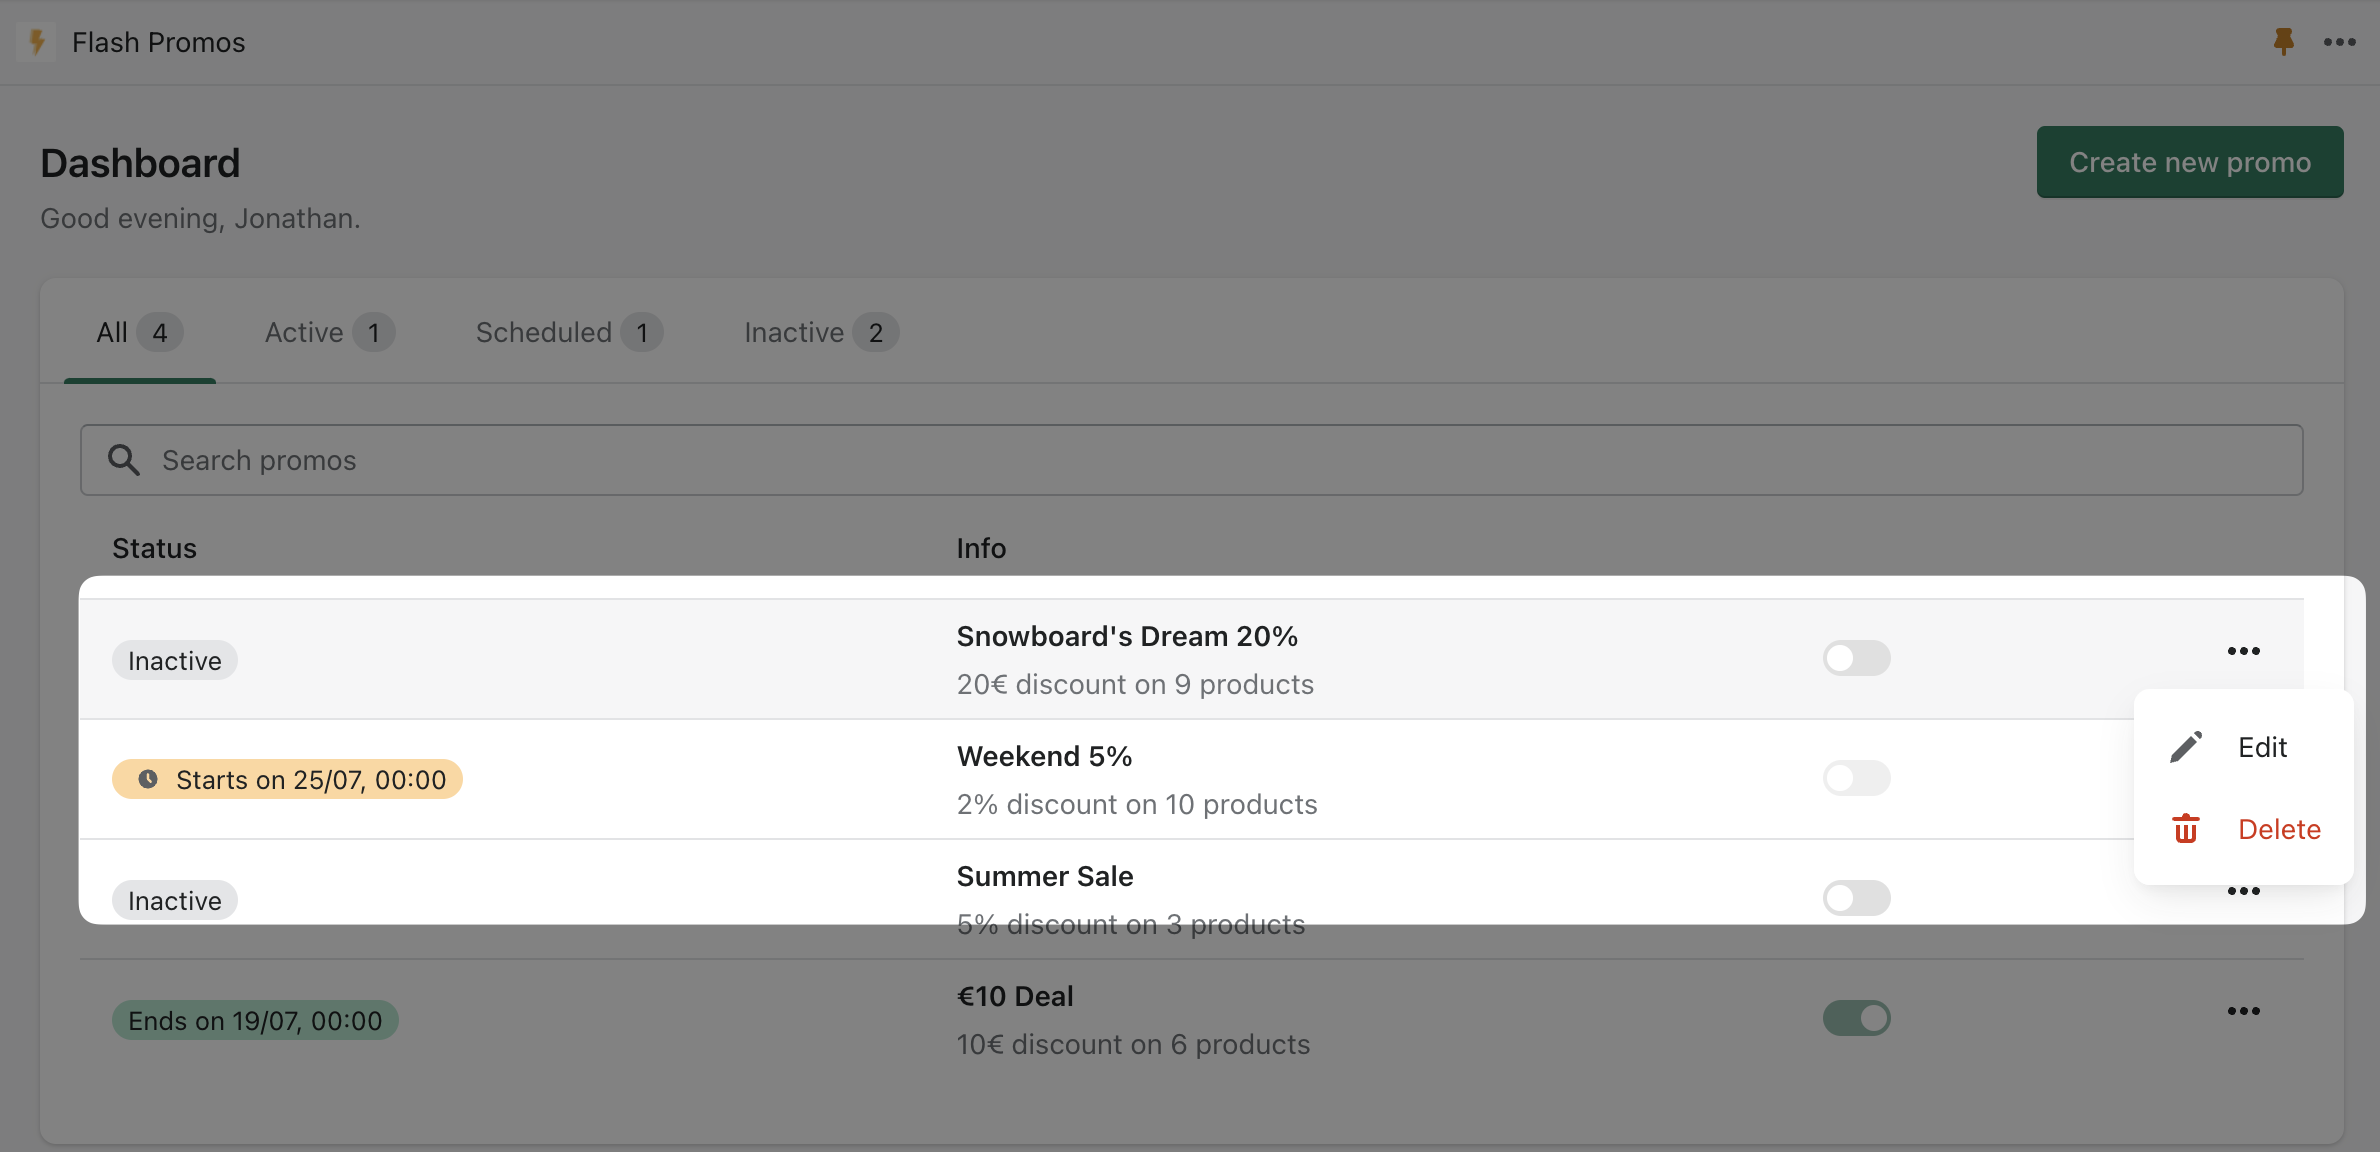 Flash Promos
Dashboard
Create new promo
Good evening, Jonathan.
All 4 Active 1 Scheduled 1 Inactive 2
Search promos
Status Info
Inactive
Snowboard's Dream 20%
20€ discount on 9 products
Starts on 25/07, 00:00
Weekend 5%
2% discount on 10 products
Edit
Delete
Inactive
Summer Sale
5% discount on 3 products
Ends on 19/07, 00:00
€10 Deal
10€ discount on 6 products